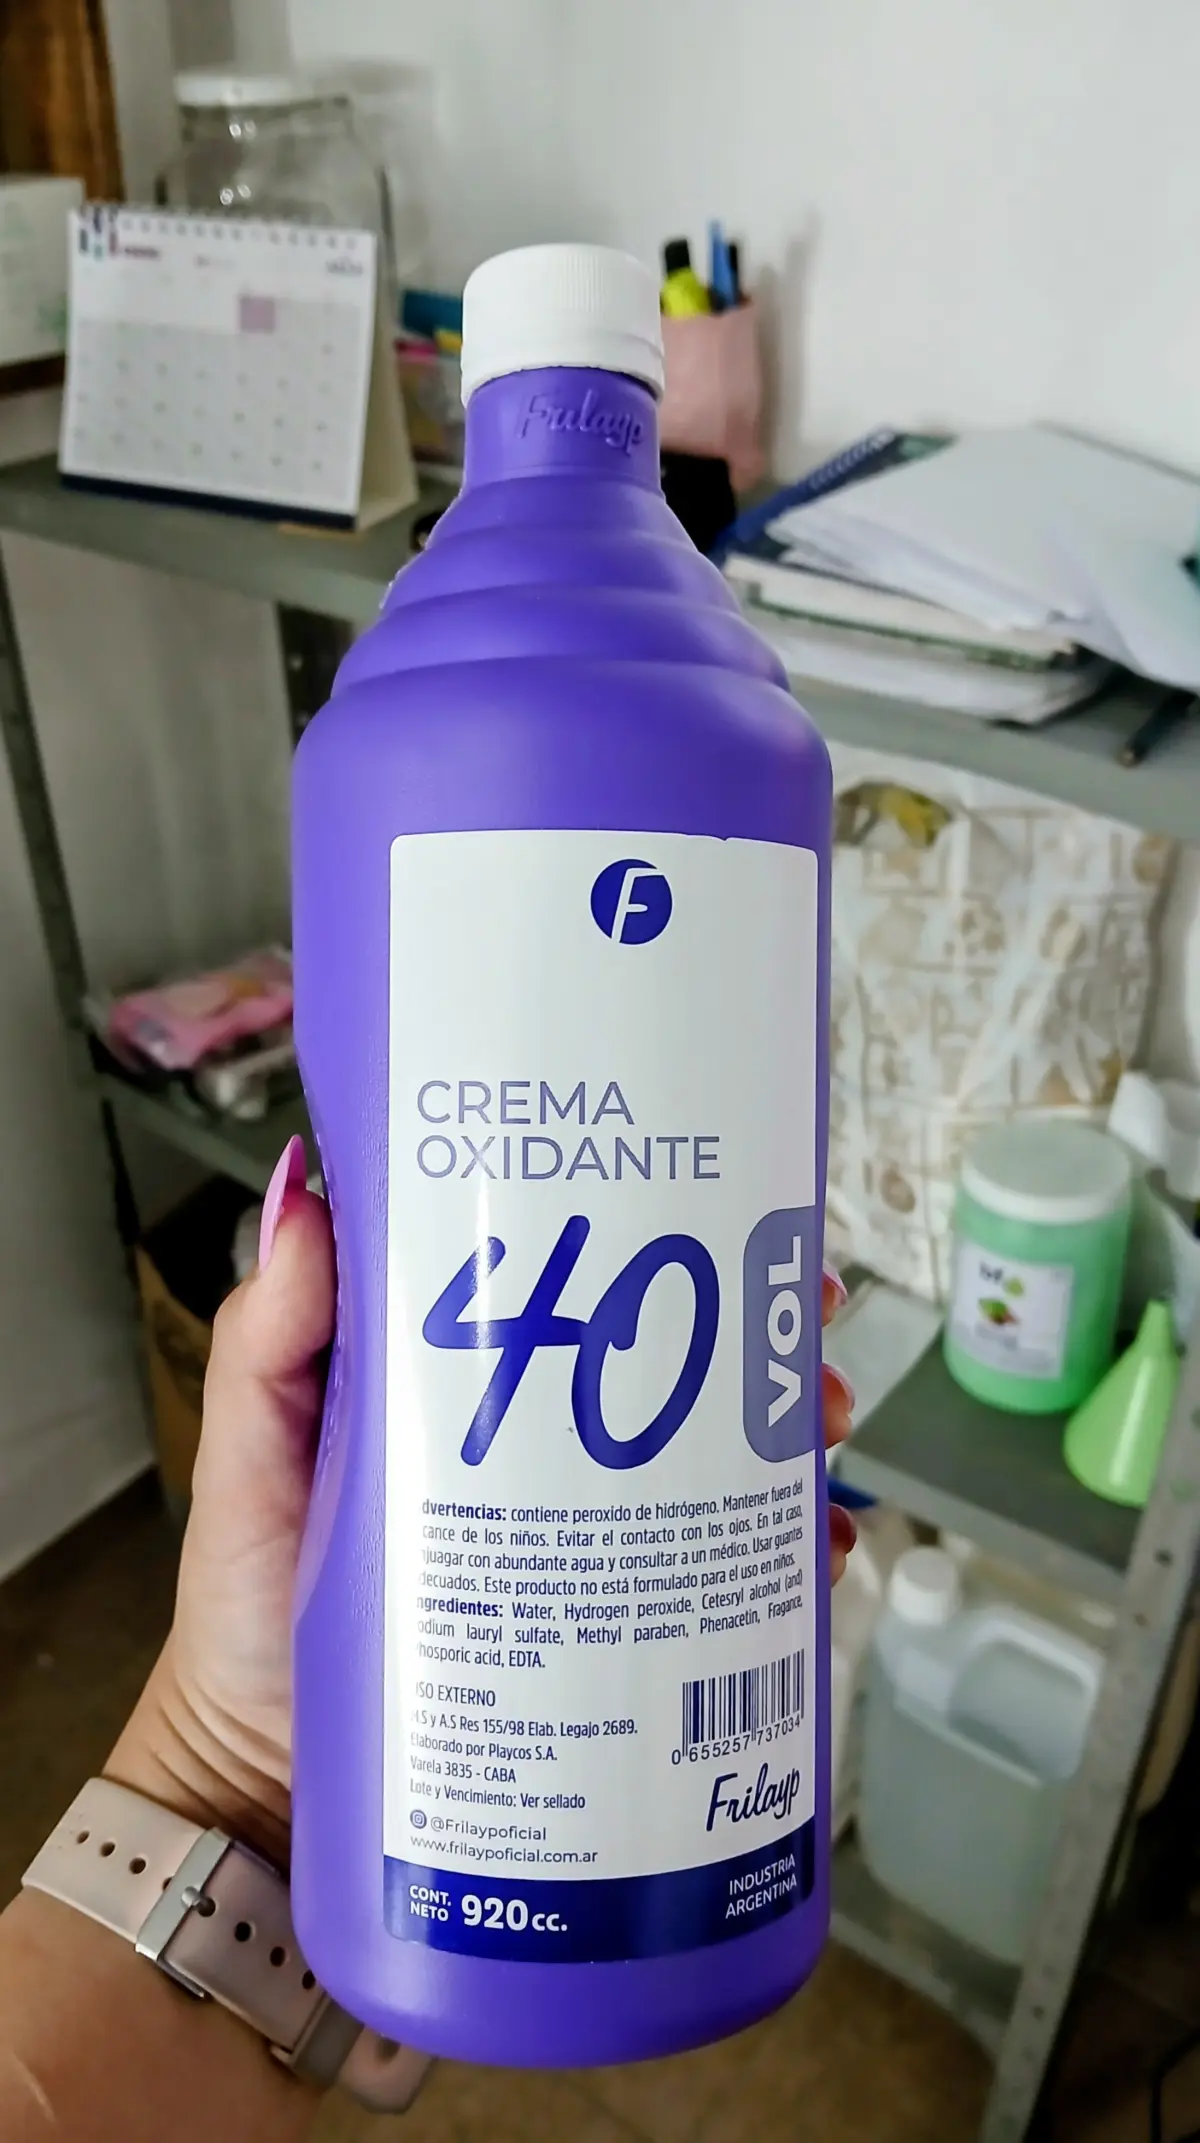 Frilayp
F
CREMA
OXIDANTE
40
VOL
dvertencias: contiene peroxido de hidrógeno. Mantener fuera del
cance de los niños. Evitar el contacto con los ojos. En tal caso,
njuagar con abundante agua y consultar a un médico. Usar guantes
decuados. Este producto no está formulado para el uso en niños.
ngredientes: Water, Hydrogen peroxide, Cetesryl alcohol (and)
odium lauryl sulfate, Methyl paraben, Phenacetin, Fragance,
hosporic acid, EDTA.
USO EXTERNO
M.S y A.S Res 155/98 Elab. Legajo 2689.
Elaborado por Playcos S.A.
Varela 3835 - CABA
Lote y Vencimiento: Ver sellado
0 655257 737034
Frilayp
@Frilaypoficial
www.frilaypoficial.com.ar
CONT.
NETO 920cc.
INDUSTRIA
ARGENTINA